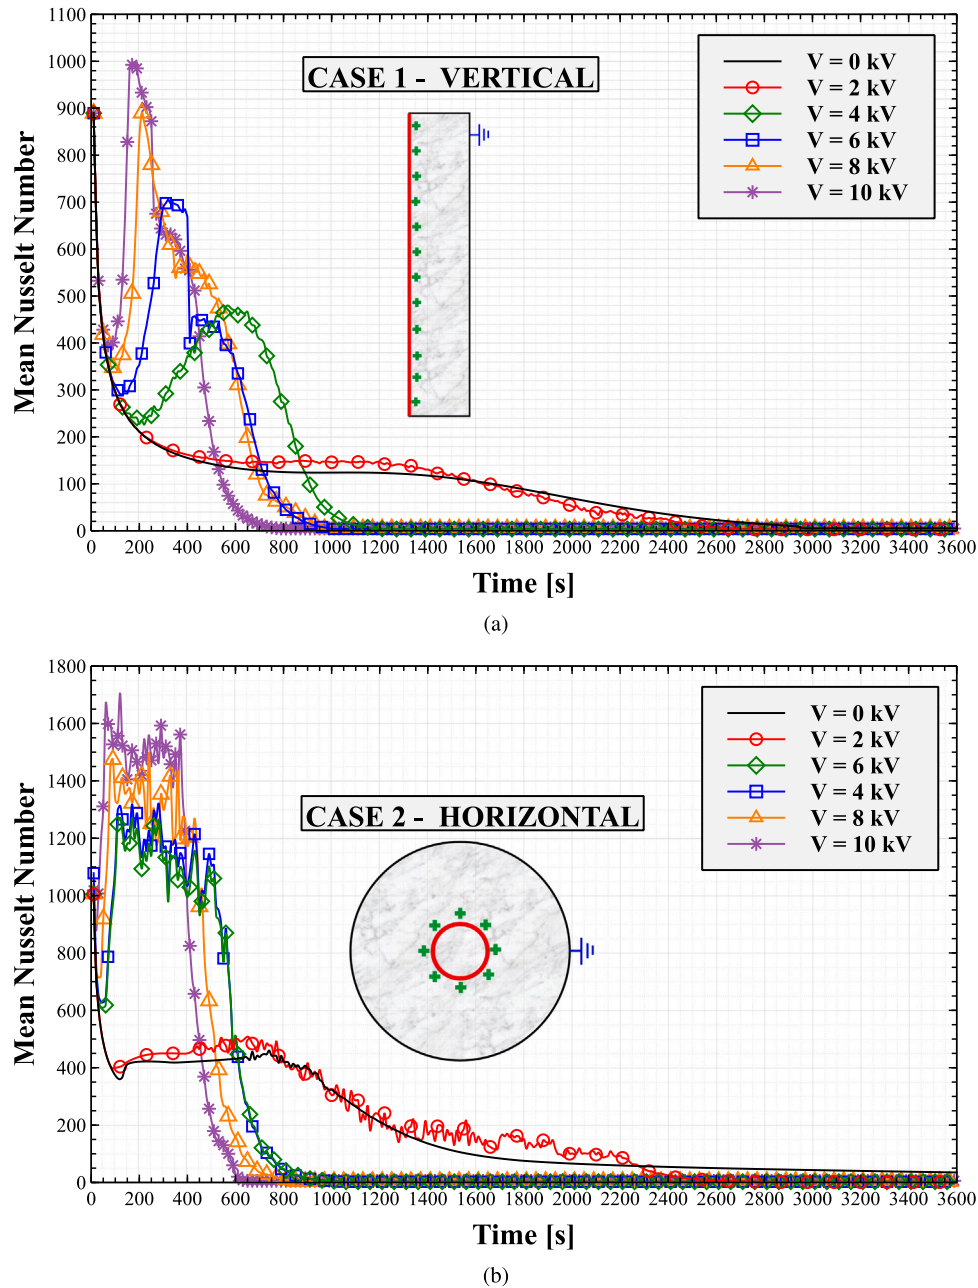 1100
1000
900
800
700
600
500
400
300
200
100
0
Mean Nusselt Number
CASE 1 - VERTICAL
V = 0 kV
V = 2 kV
V = 4 kV
V = 6 kV
V = 8 kV
V = 10 kV
0 200 400 600 800 1000 1200 1400 1600 1800 2000 2200 2400 2600 2800 3000 3200 3400 3600
Time [s]
(a)
1800
1600
1400
1200
1000
800
600
400
200
0
Mean Nusselt Number
CASE 2 - HORIZONTAL
V = 0 kV
V = 2 kV
V = 6 kV
V = 4 kV
V = 8 kV
V = 10 kV
0 200 400 600 800 1000 1200 1400 1600 1800 2000 2200 2400 2600 2800 3000 3200 3400 3600
Time [s]
(b)